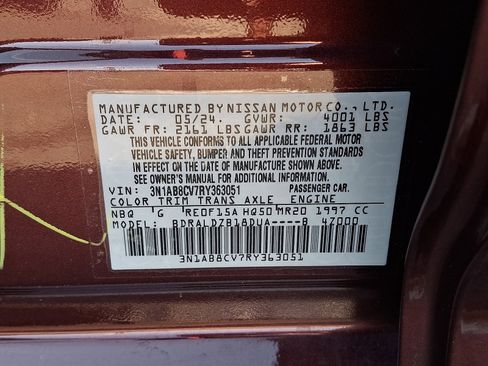 MANUFACTURED BY NISSAN MOTOR CO., LTD.
DATE: 05/24 GVWR: 4001 LBS
GAWR FR: 2161 LBS GAWR RR: 1863 LBS
THIS VEHICLE CONFORMS TO ALL APPLICABLE FEDERAL MOTOR
VEHICLE SAFETY, BUMPER AND THEFT PREVENTION STANDARDS
IN EFFECT ON THE DATE OF MANUFACTURE SHOWN ABOVE.
SEE OWNER'S MANUAL FOR ADDITIONAL INFORMATION.
VIN: 3N1AB8CV7RY363051 PASSENGER CAR.
COLOR TRIM TRANS AXLE ENGINE
NBQ 'G RE0F15A HQ50 MR20 1997 CC
MODEL: BDRALDZB18DUA----B 47000
3N1AB8CV7RY363051